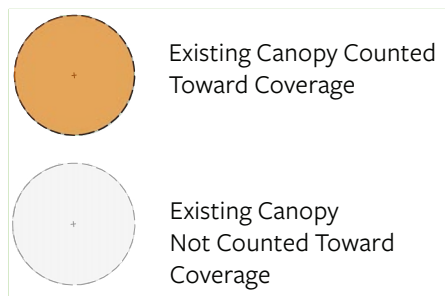 Existing Canopy Counted
Toward Coverage
Existing Canopy
Not Counted Toward
Coverage